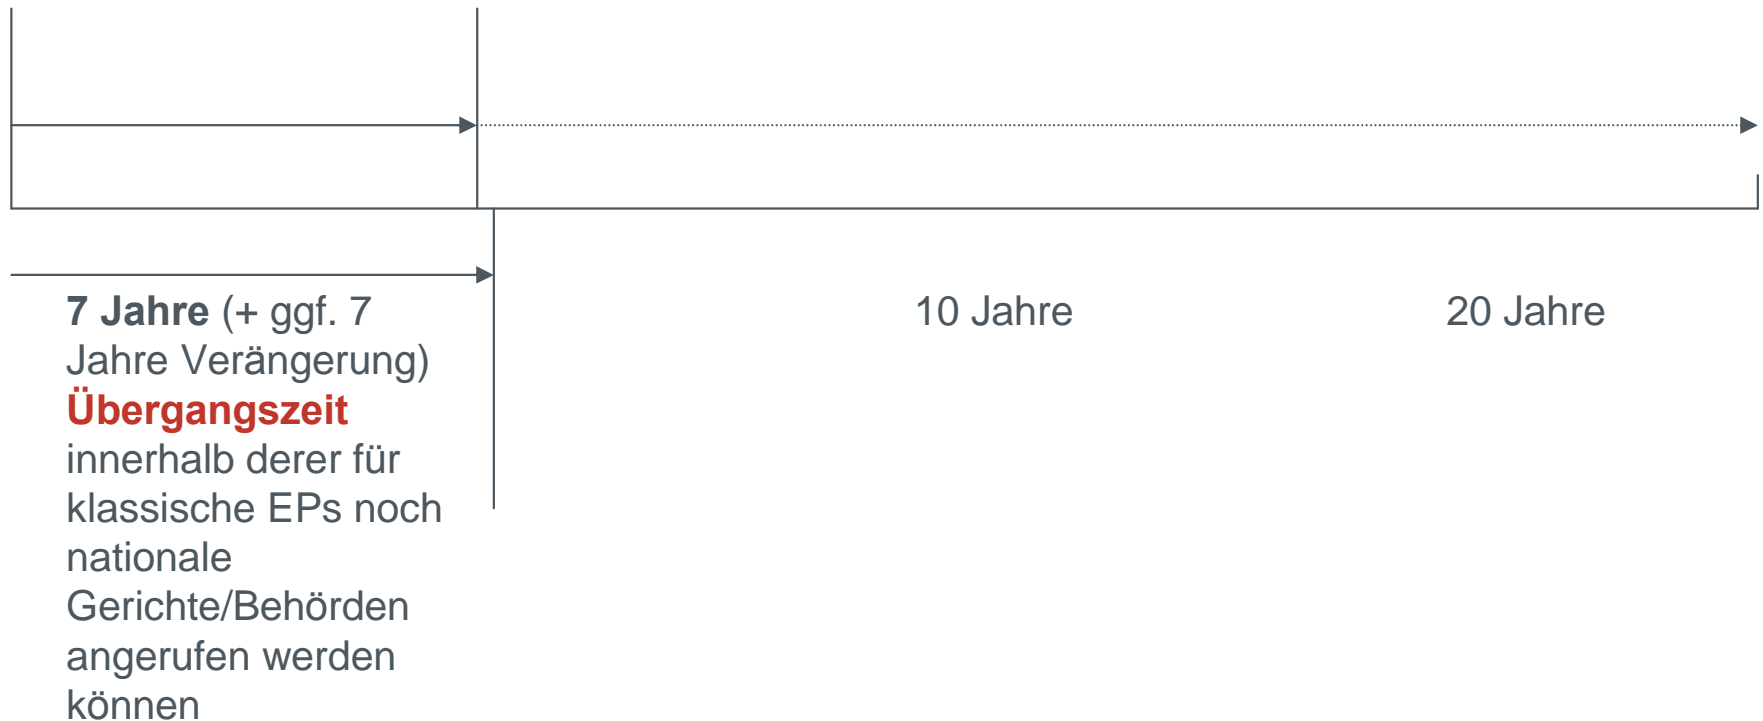 7 Jahre (+ ggf. 7
Jahre Verängerung)
Übergangszeit
innerhalb derer für
klassische EPs noch
nationale
Gerichte/Behörden
angerufen werden
können
10 Jahre
20 Jahre